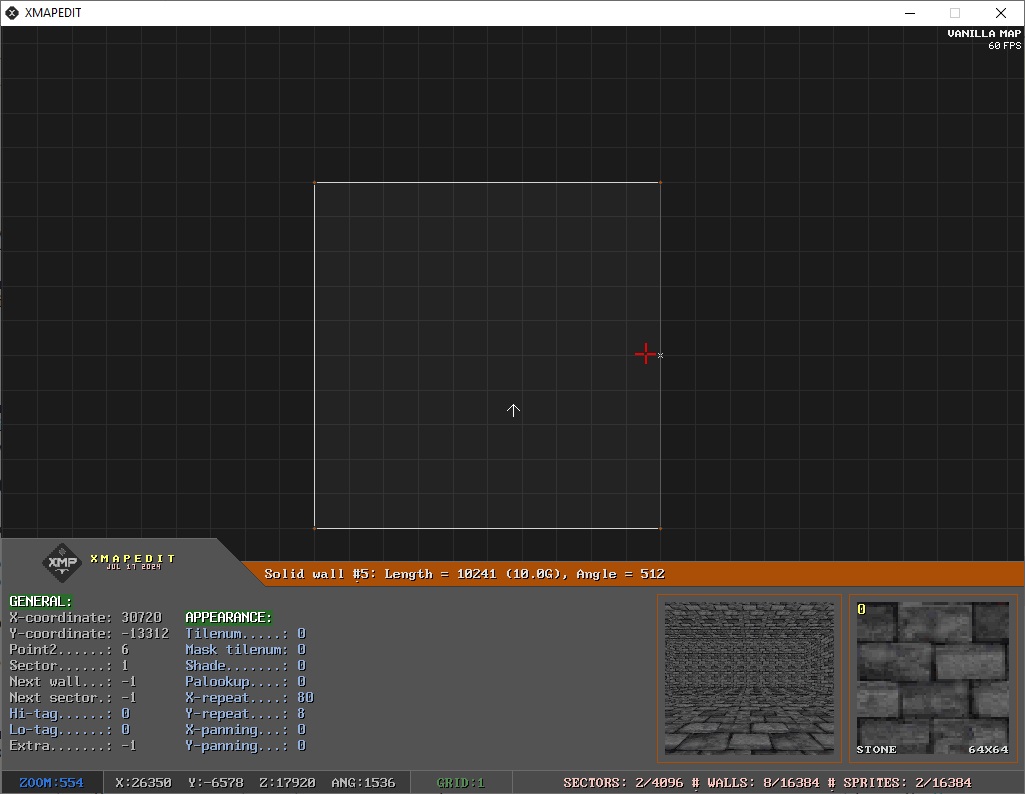 XMAPEDIT
VANILLA MAP
60 FPS
XMP
XMAPEDIT
JUL 17 2024
Solid wall #5: Length = 10241 (10.0G), Angle = 512
GENERAL:
X-coordinate: 30720
Y-coordinate: -13312
Point2......: 6
Sector......: 1
Next wall...: -1
Next sector.: -1
Hi-tag......: 0
Lo-tag......: 0
Extra.......: -1
APPEARANCE:
Tilenum.....: 0
Mask tilenum: 0
Shade.......: 0
Palookup....: 0
X-repeat....: 80
Y-repeat....: 8
X-panning...: 0
Y-panning...: 0
0
STONE 64X64
ZOOM:554 X:26350 Y:-6578 Z:17920 ANG:1536 GRID:1 SECTORS: 2/4096 # WALLS: 8/16384 # SPRITES: 2/16384